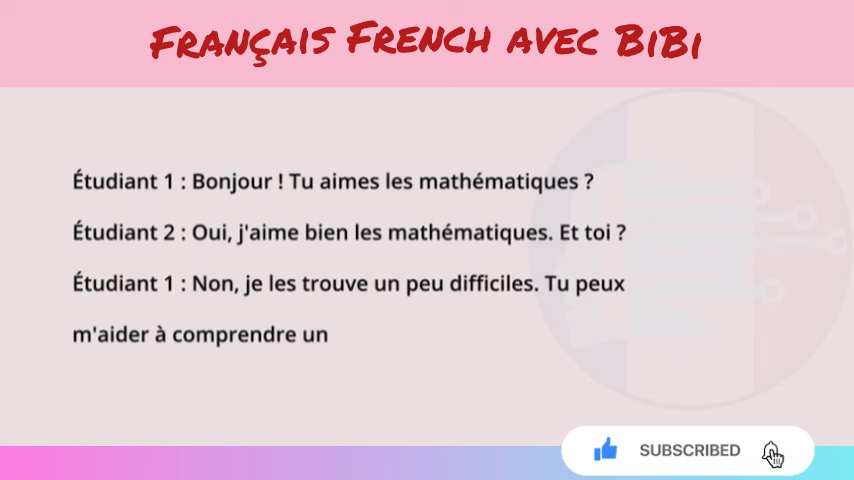 Français French avec BiBi
Étudiant 1 : Bonjour ! Tu aimes les mathématiques ?
Étudiant 2 : Oui, j'aime bien les mathématiques. Et toi ?
Étudiant 1 : Non, je les trouve un peu difficiles. Tu peux
m'aider à comprendre un
SUBSCRIBED